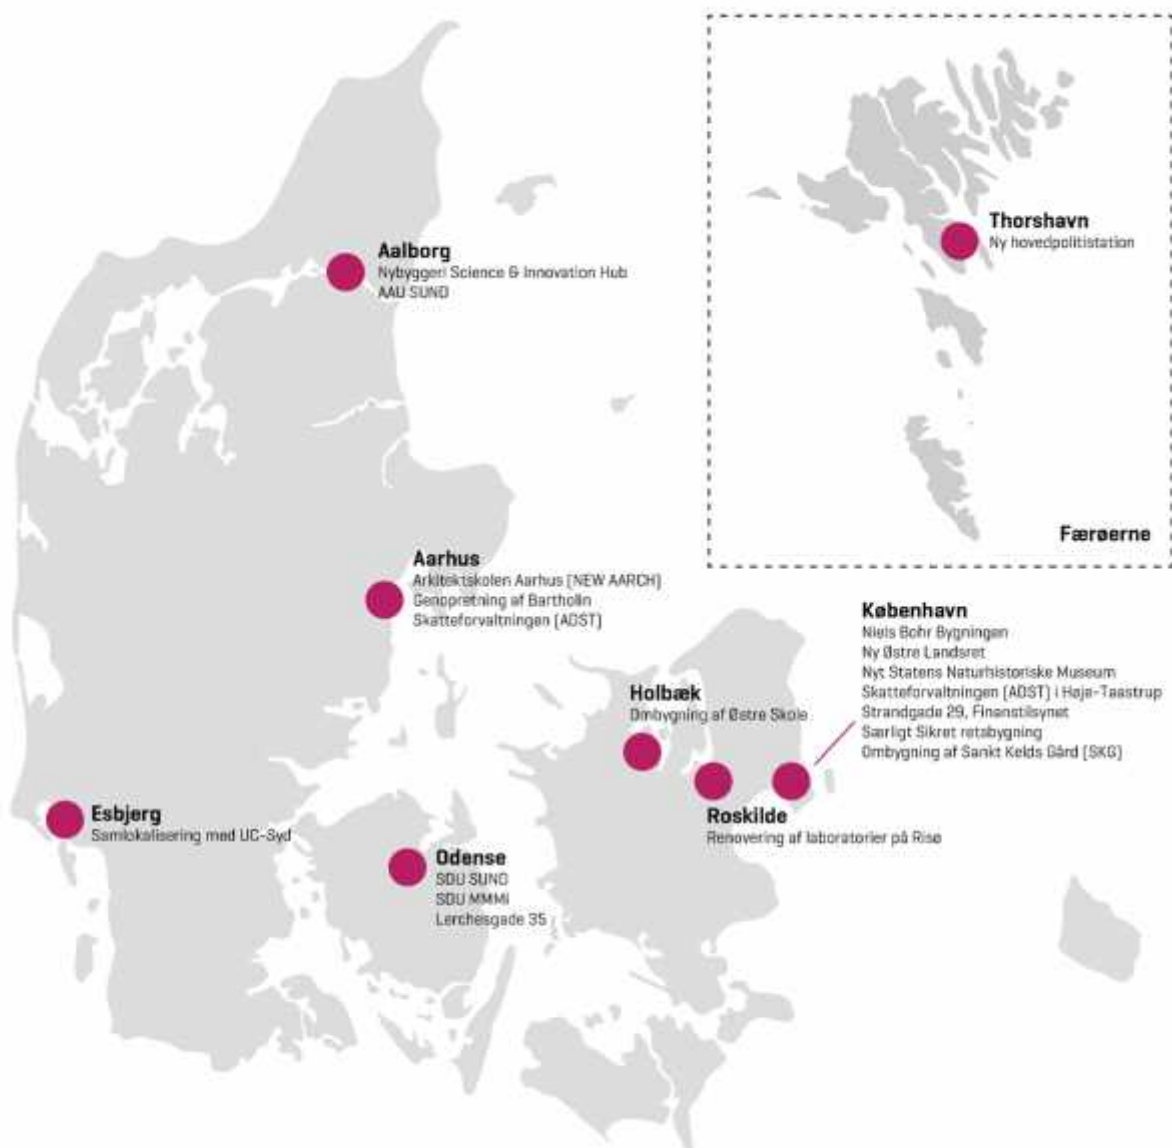 Thorshavn
Ny hovedpolitistation
Færøerne
Aalborg
Nybyggeri Science & Innovation Hub
AAU SUND
Aarhus
Arkitektskolen Aarhus (NEW AARCH)
Genopretning af Bartholin
Skatteforvaltningen (ADST)
København
Niels Bohr Bygningen
Ny Østre Landsret
Nyt Statens Naturhistoriske Museum
Skatteforvaltningen (ADST) i Høje-Taastrup
Strandgade 29, Finanstilsynet
Særligt Sikret retsbygning
Ombygning af Sankt Kelds Gård (SKG)
Holbæk
Ombygning af Østre Skole
Roskilde
Renovering af laboratorier på Risø
Esbjerg
Samlokalisering med UC-Syd
Odense
SDU SUND
SDU MMMI
Lerchesgade 35